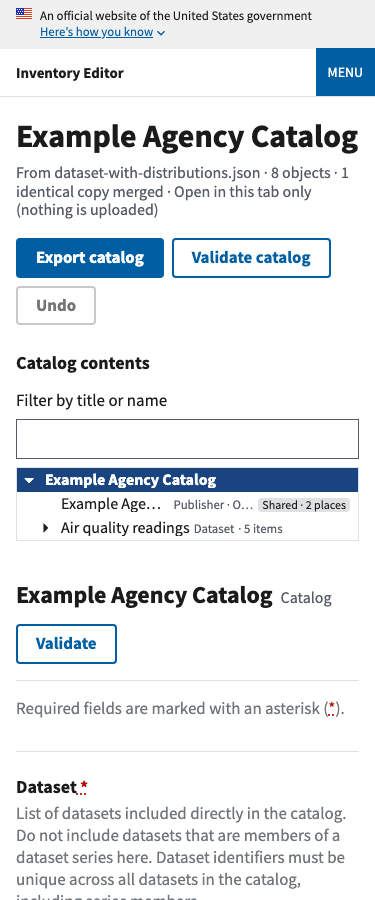 An official website of the United States government
Here's how you know
Inventory Editor
MENU
Example Agency Catalog
From dataset-with-distributions.json · 8 objects · 1
identical copy merged · Open in this tab only
(nothing is uploaded)
Export catalog
Validate catalog
Undo
Catalog contents
Filter by title or name
Example Agency Catalog
Example Age… Publisher · O… Shared · 2 places
Air quality readings Dataset · 5 items
Example Agency Catalog Catalog
Validate
Required fields are marked with an asterisk (*).
Dataset *
List of datasets included directly in the catalog.
Do not include datasets that are members of a
dataset series here. Dataset identifiers must be
unique across all datasets in the catalog,
including series members.